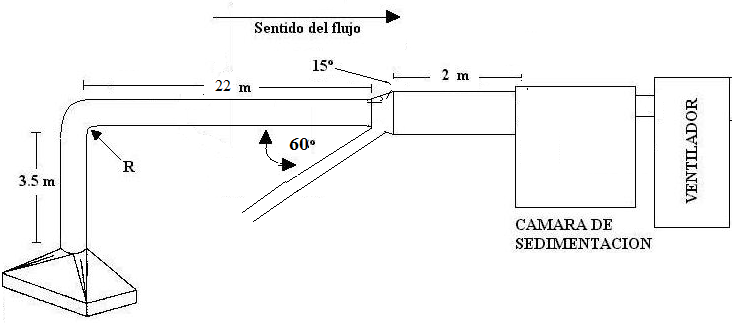 Sentido del flujo
15º
2 m
22 m
60º
R
3.5 m
VENTILADOR
CAMARA DE
SEDIMENTACION